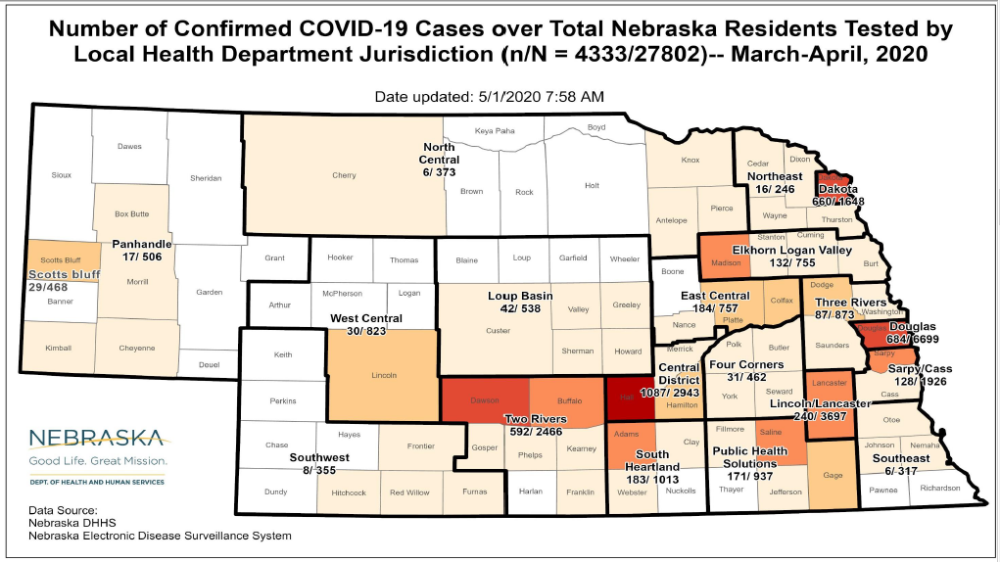 Number of Confirmed COVID-19 Cases over Total Nebraska Residents Tested by
Local Health Department Jurisdiction (n/N = 4333/27802)-- March-April, 2020
Date updated: 5/1/2020 7:58 AM
Sioux
Dawes
Sheridan
Box Butte
Panhandle
17/ 506
Scotts Bluff
Scotts bluff
29/468
Banner
Morrill
Garden
Kimball
Cheyenne
Deuel
Cherry
North
Central
6/ 373
Keya Paha
Boyd
Brown
Rock
Holt
Knox
Antelope
Pierce
Cedar
Dixon
Northeast
16/ 246
Wayne
Thurston
Dakota
660/ 1648
Grant
Hooker
Thomas
Arthur
McPherson
Logan
West Central
30/ 823
Keith
Lincoln
Perkins
Blaine
Loup
Garfield
Wheeler
Loup Basin
42/ 538
Custer
Valley
Greeley
Sherman
Howard
Boone
Madison
Stanton
Cuming
Elkhorn Logan Valley
132/ 755
Burt
East Central
184/ 757
Platte
Colfax
Nance
Dodge
Three Rivers
87/ 873
Washington
Saunders
Douglas
Douglas
684/ 6699
Sarpy
Sarpy/Cass
128/ 1926
Cass
Merrick
Central
District
1087/ 2943
Hall
Hamilton
Polk
Butler
Four Corners
31/ 462
York
Seward
Lancaster
Lincoln/Lancaster
240/ 3697
Otoe
Dawson
Buffalo
Two Rivers
592/ 2466
Gosper
Phelps
Kearney
Harlan
Franklin
Chase
Hayes
Frontier
Southwest
8/ 355
Dundy
Hitchcock
Red Willow
Furnas
Adams
Clay
South
Heartland
183/ 1013
Webster
Nuckolls
Fillmore
Saline
Public Health
Solutions
171/ 937
Thayer
Jefferson
Gage
Johnson
Nemaha
Southeast
6/ 317
Pawnee
Richardson
NEBRASKA
Good Life. Great Mission.
DEPT. OF HEALTH AND HUMAN SERVICES
Data Source:
Nebraska DHHS
Nebraska Electronic Disease Surveillance System